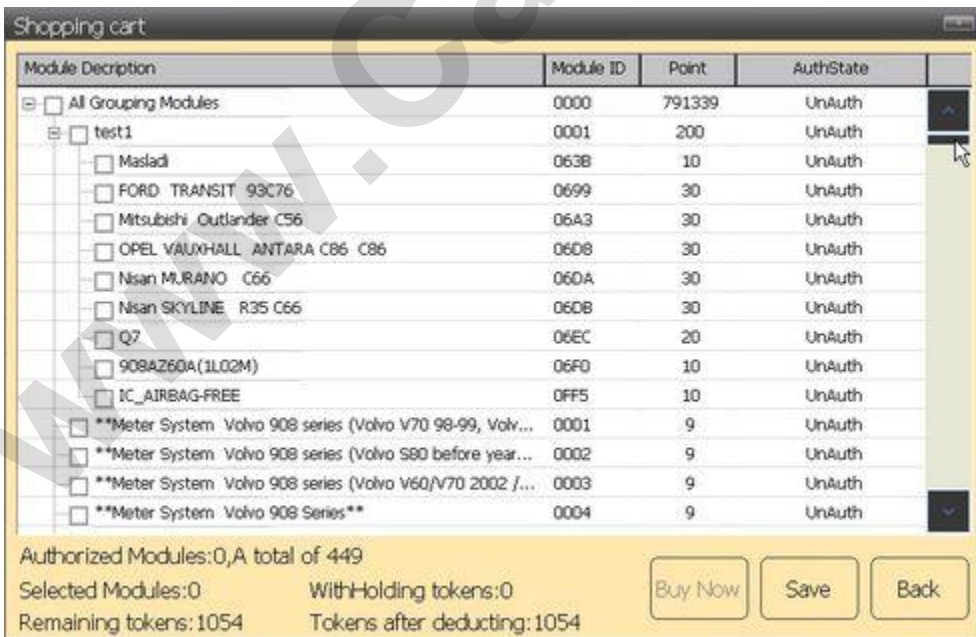 Shopping cart
Module Decription Module ID Point AuthState
All Grouping Modules 0000 791339 UnAuth
test1 0001 200 UnAuth
Masladi 063B 10 UnAuth
FORD TRANSIT 93C76 0699 30 UnAuth
Mitsubishi Outlander C56 06A3 30 UnAuth
OPEL VAUXHALL ANTARA C86 C86 06D8 30 UnAuth
Nisan MURANO C66 06DA 30 UnAuth
Nisan SKYLINE R35 C66 06DB 30 UnAuth
Q7 06EC 20 UnAuth
908AZ60A(1L02M) 06F0 10 UnAuth
IC_AIRBAG-FREE 0FF5 10 UnAuth
**Meter System Volvo 908 series (Volvo V70 98-99, Volv... 0001 9 UnAuth
**Meter System Volvo 908 series (Volvo S80 before year... 0002 9 UnAuth
**Meter System Volvo 908 series (Volvo V60/V70 2002 /... 0003 9 UnAuth
**Meter System Volvo 908 Series** 0004 9 UnAuth
Authorized Modules:0,A total of 449
Selected Modules:0 WithHolding tokens:0
Remaining tokens:1054 Tokens after deducting:1054
Buy Now Save Back
www.Ca